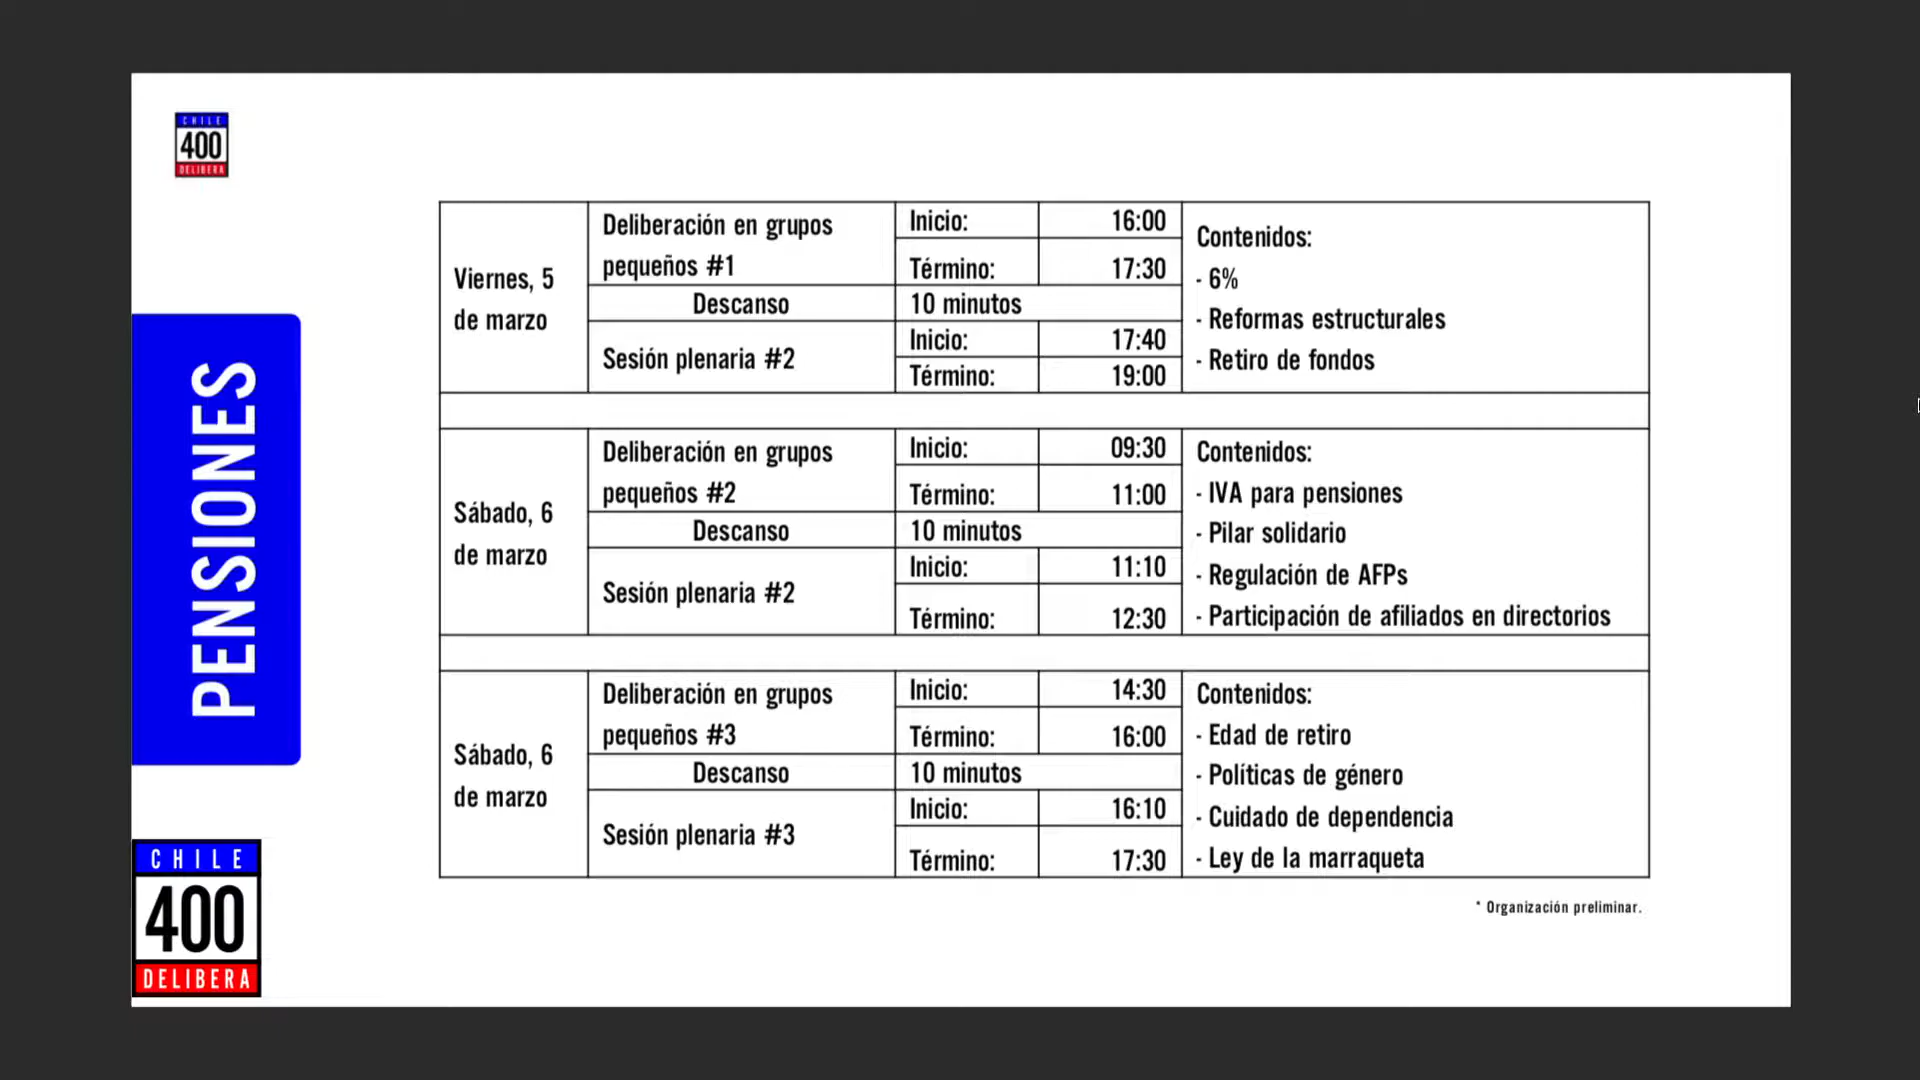 CHILE
400
DELIBERA
PENSIONES
Viernes, 5
de marzo
Deliberación en grupos
pequeños #1
Inicio: 16:00
Término: 17:30
Descanso 10 minutos
Sesión plenaria #2
Inicio: 17:40
Término: 19:00
Contenidos:
- 6%
- Reformas estructurales
- Retiro de fondos
Sábado, 6
de marzo
Deliberación en grupos
pequeños #2
Inicio: 09:30
Término: 11:00
Descanso 10 minutos
Sesión plenaria #2
Inicio: 11:10
Término: 12:30
Contenidos:
- IVA para pensiones
- Pilar solidario
- Regulación de AFPs
- Participación de afiliados en directorios
Sábado, 6
de marzo
Deliberación en grupos
pequeños #3
Inicio: 14:30
Término: 16:00
Descanso 10 minutos
Sesión plenaria #3
Inicio: 16:10
Término: 17:30
Contenidos:
- Edad de retiro
- Políticas de género
- Cuidado de dependencia
- Ley de la marraqueta
* Organización preliminar.
CHILE
400
DELIBERA